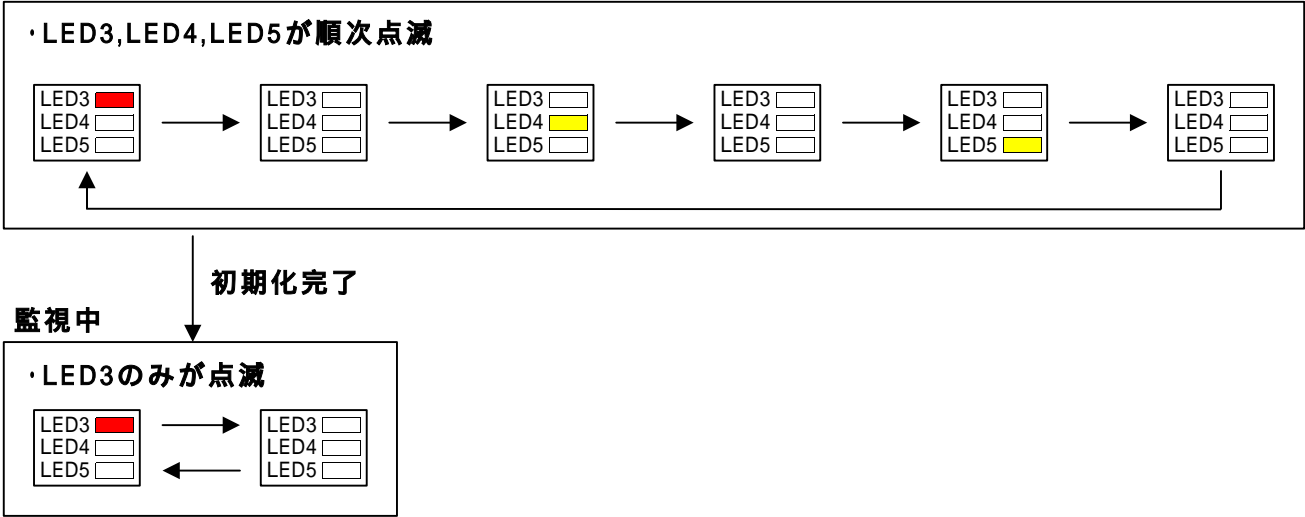 ・LED3,LED4,LED5が順次点滅
LED3 LED3 LED3 LED3 LED3 LED3
LED4 LED4 LED4 LED4 LED4 LED4
LED5 LED5 LED5 LED5 LED5 LED5
初期化完了
監視中
・LED3のみが点滅
LED3 LED3
LED4 LED4
LED5 LED5